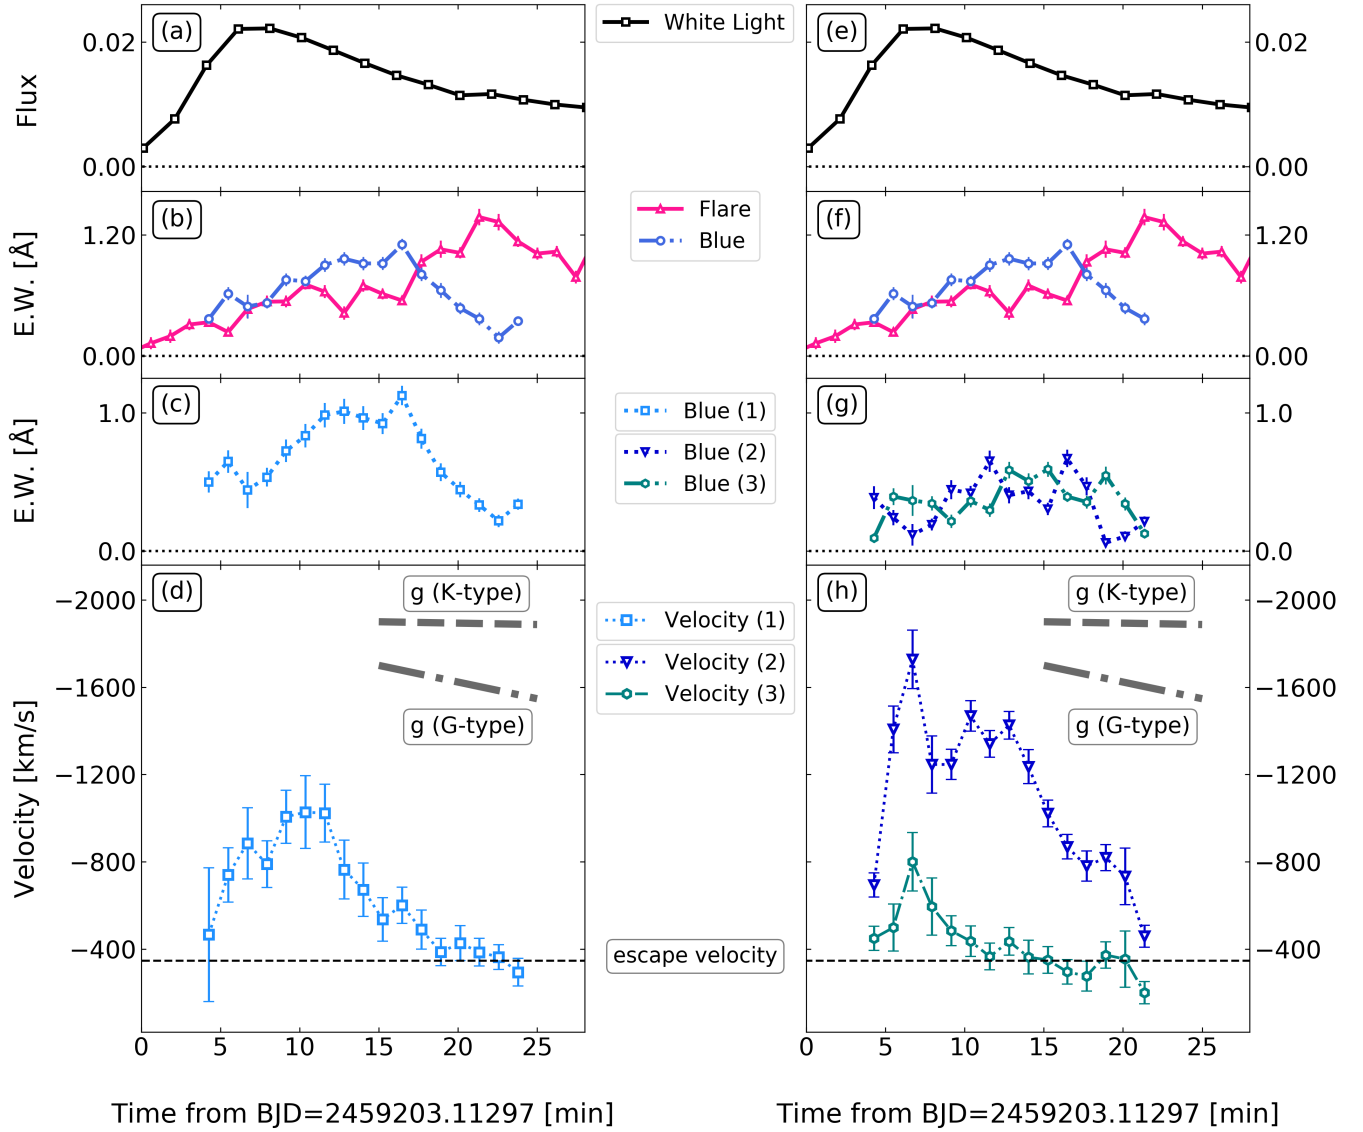 (a)
White Light
(e)
0.02
0.02
Flux
0.00
0.00
(b)
Flare
Blue
(f)
1.20
1.20
E.W. [Å]
0.00
0.00
(c)
Blue (1)
(g)
1.0
1.0
Blue (2)
Blue (3)
E.W. [Å]
0.0
0.0
(d)
g (K-type)
(h)
g (K-type)
−2000
−2000
Velocity (1)
Velocity (2)
Velocity (3)
−1600
−1600
g (G-type)
g (G-type)
Velocity [km/s]
−1200
−1200
−800
−800
−400
−400
escape velocity
0 5 10 15 20 25
0 5 10 15 20 25
Time from BJD=2459203.11297 [min]
Time from BJD=2459203.11297 [min]